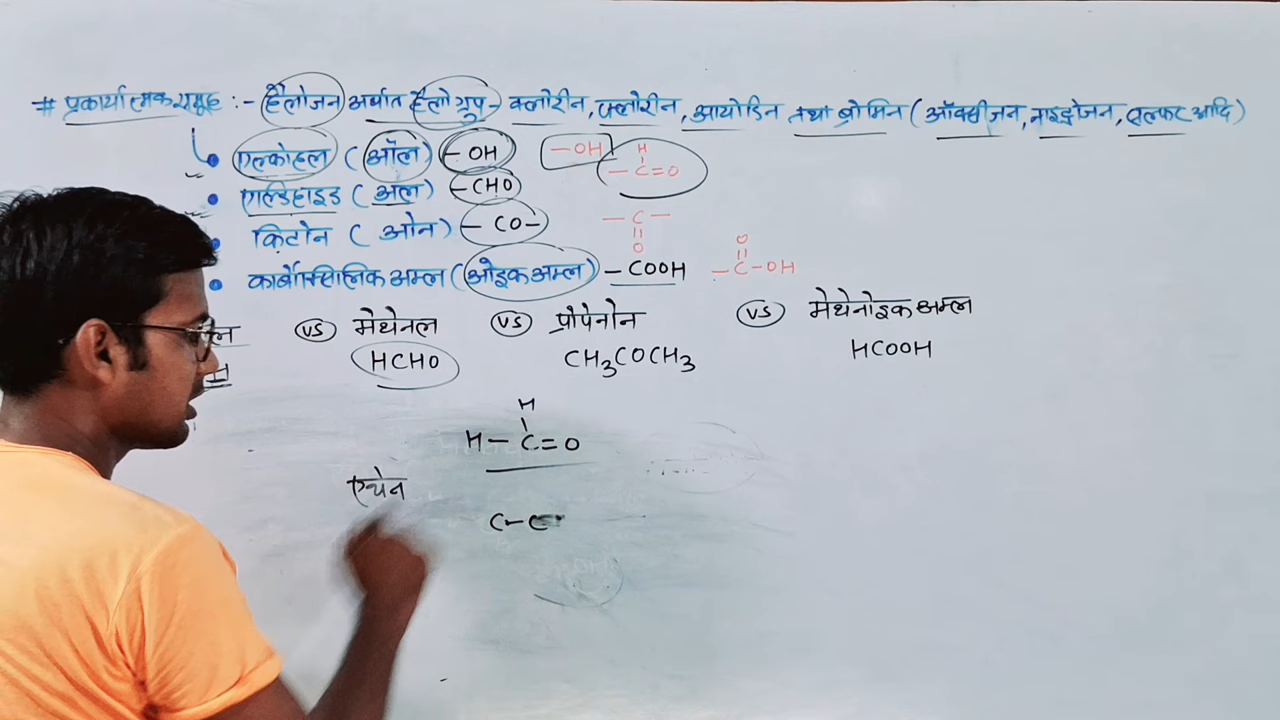 # प्रकार्यात्मक समूह :- हैलोजन अर्थात हैलो ग्रुप - क्लोरीन, फ्लोरीन, आयोडिन तथा ब्रोमिन ( ऑक्सीजन, नाइट्रोजन, सल्फर आदि )
• एल्कोहल ( ऑल ) - OH - OH
• एल्डिहाइड ( अल ) - CHO H - C = O
• किटोन ( ओन ) - CO - - C - O
• कार्बोक्सिलिक अम्ल ( ओइक अम्ल ) - COOH O - C - OH
VS मेथेनल VS प्रोपेनोन VS मेथेनोइक अम्ल
HCHO CH₃COCH₃ HCOOH
H
H - C = O
एथेन
C - C